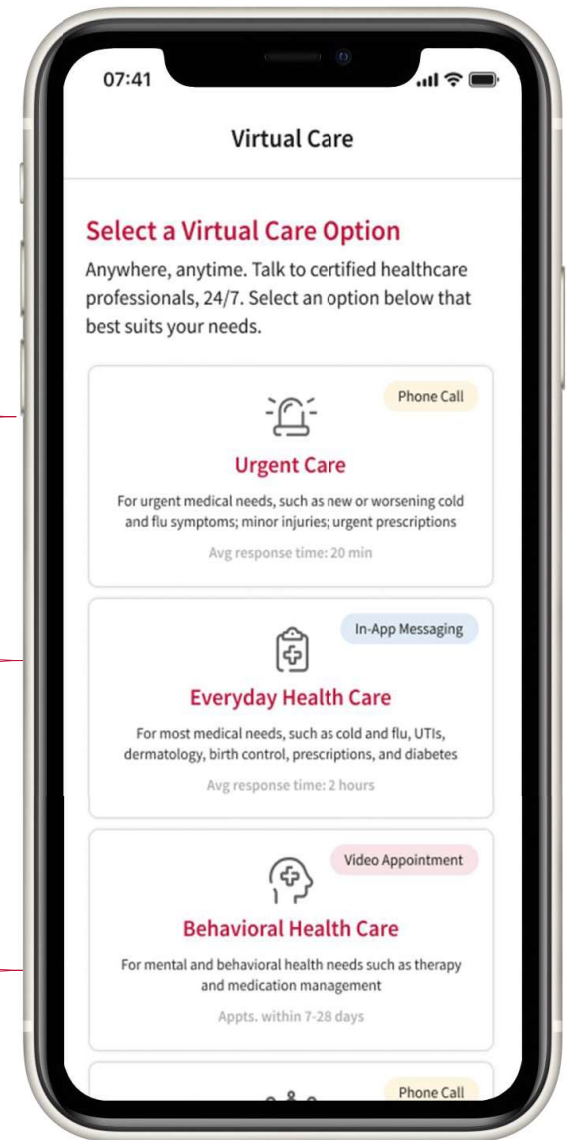 07:41
Virtual Care
Select a Virtual Care Option
Anywhere, anytime. Talk to certified healthcare
professionals, 24/7. Select an option below that
best suits your needs.
Phone Call
Urgent Care
For urgent medical needs, such as new or worsening cold
and flu symptoms; minor injuries; urgent prescriptions
Avg response time: 20 min
In-App Messaging
Everyday Health Care
For most medical needs, such as cold and flu, UTIs,
dermatology, birth control, prescriptions, and diabetes
Avg response time: 2 hours
Video Appointment
Behavioral Health Care
For mental and behavioral health needs such as therapy
and medication management
Appts. within 7-28 days
Phone Call